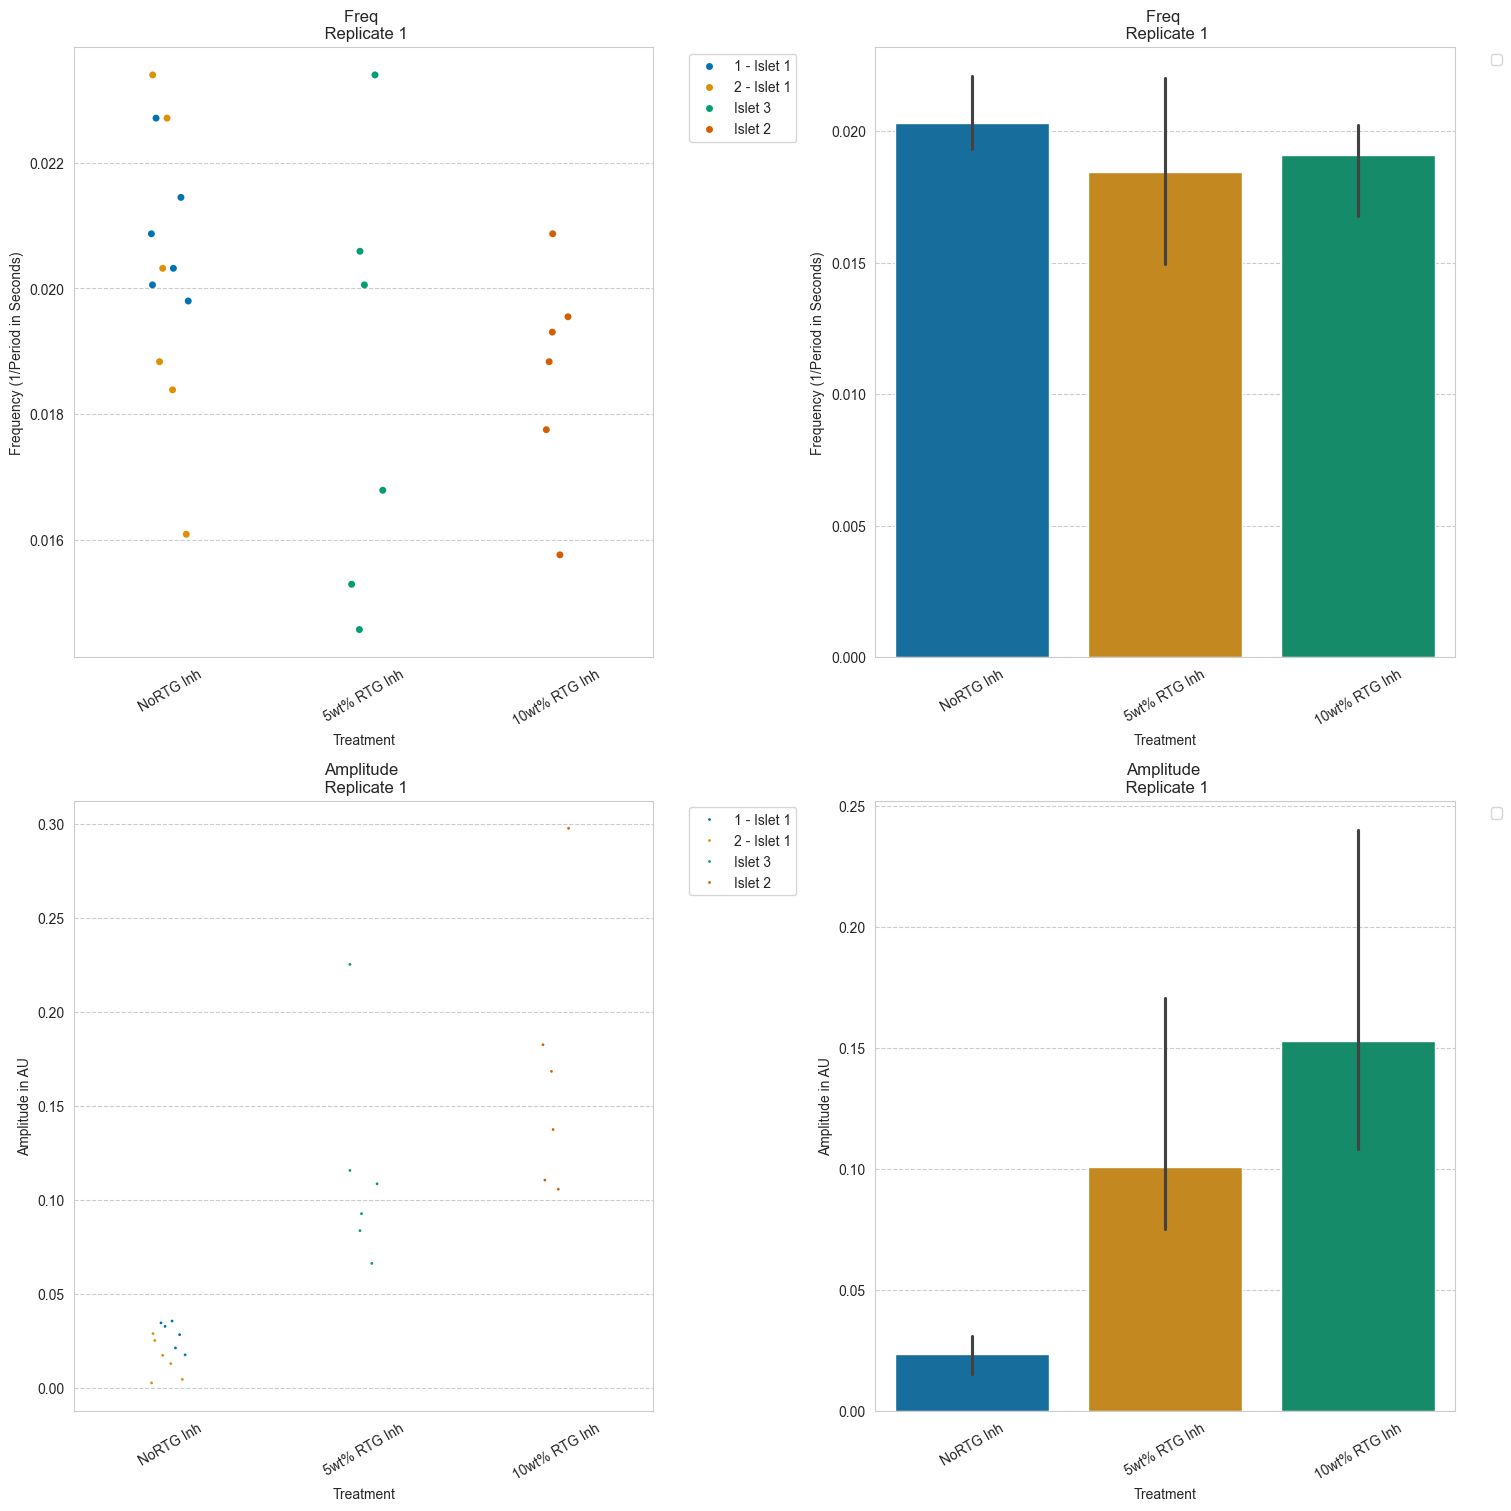 Freq
Replicate 1
Frequency (1/Period in Seconds)
0.022
0.020
0.018
0.016
NoRTG Inh
5wt% RTG Inh
10wt% RTG Inh
Treatment
1 - Islet 1
2 - Islet 1
Islet 3
Islet 2
Freq
Replicate 1
Frequency (1/Period in Seconds)
0.020
0.015
0.010
0.005
0.000
NoRTG Inh
5wt% RTG Inh
10wt% RTG Inh
Treatment
Amplitude
Replicate 1
Amplitude in AU
0.30
0.25
0.20
0.15
0.10
0.05
0.00
NoRTG Inh
5wt% RTG Inh
10wt% RTG Inh
Treatment
1 - Islet 1
2 - Islet 1
Islet 3
Islet 2
Amplitude
Replicate 1
Amplitude in AU
0.25
0.20
0.15
0.10
0.05
0.00
NoRTG Inh
5wt% RTG Inh
10wt% RTG Inh
Treatment